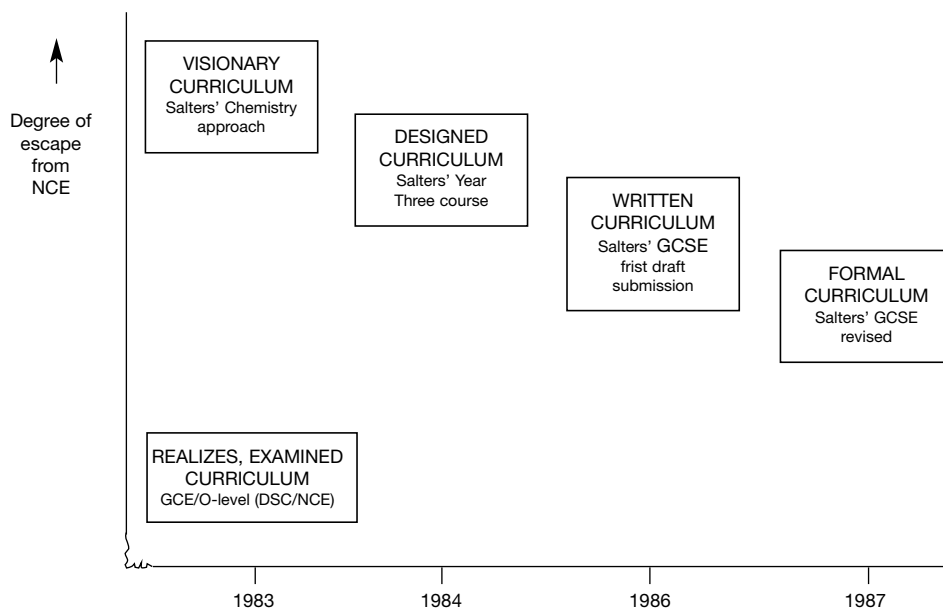 Degree of
escape
from
NCE
VISIONARY
CURRICULUM
Salters’ Chemistry
approach
DESIGNED
CURRICULUM
Salters’ Year
Three course
WRITTEN
CURRICULUM
Salters’ GCSE
frist draft
submission
FORMAL
CURRICULUM
Salters’ GCSE
revised
REALIZES, EXAMINED
CURRICULUM
GCE/O-level (DSC/NCE)
1983
1984
1986
1987